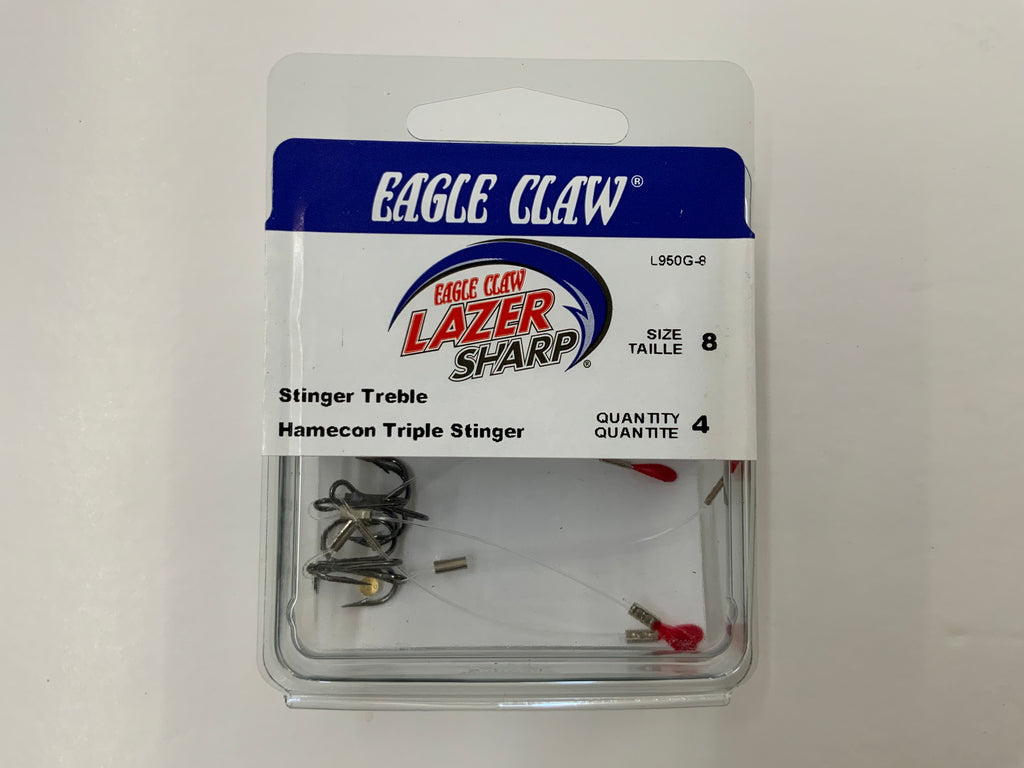 EAGLE CLAW®
L950G-8
EAGLE CLAW
LAZER
SHARP®
SIZE
TAILLE 8
Stinger Treble
Hamecon Triple Stinger
QUANTITY
QUANTITE 4